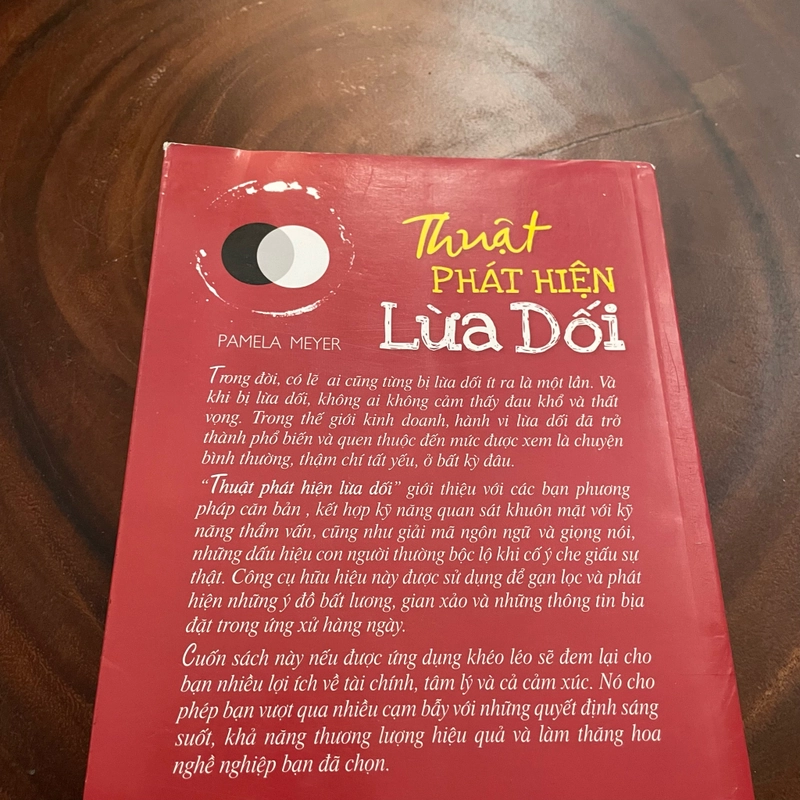 Thuật
PHÁT HIỆN
LỪA DỐI
PAMELA MEYER
Trong đời, có lẽ ai cũng từng bị lừa dối ít ra là một lần. Và
khi bị lừa dối, không ai không cảm thấy đau khổ và thất
vọng. Trong thế giới kinh doanh, hành vi lừa dối đã trở
thành phổ biến và quen thuộc đến mức được xem là chuyện
bình thường, thậm chí tất yếu, ở bất kỳ đâu.
“Thuật phát hiện lừa dối” giới thiệu với các bạn phương
pháp căn bản , kết hợp kỹ năng quan sát khuôn mặt với kỹ
năng thẩm vấn, cũng như giải mã ngôn ngữ và giọng nói,
những dấu hiệu con người thường bộc lộ khi cố ý che giấu sự
thật. Công cụ hữu hiệu này được sử dụng để gạn lọc và phát
hiện những ý đồ bất lương, gian xảo và những thông tin bịa
đặt trong ứng xử hàng ngày.
Cuốn sách này nếu được ứng dụng khéo léo sẽ đem lại cho
bạn nhiều lợi ích về tài chính, tâm lý và cả cảm xúc. Nó cho
phép bạn vượt qua nhiều cạm bẫy với những quyết định sáng
suốt, khả năng thương lượng hiệu quả và làm thăng hoa
nghề nghiệp bạn đã chọn.